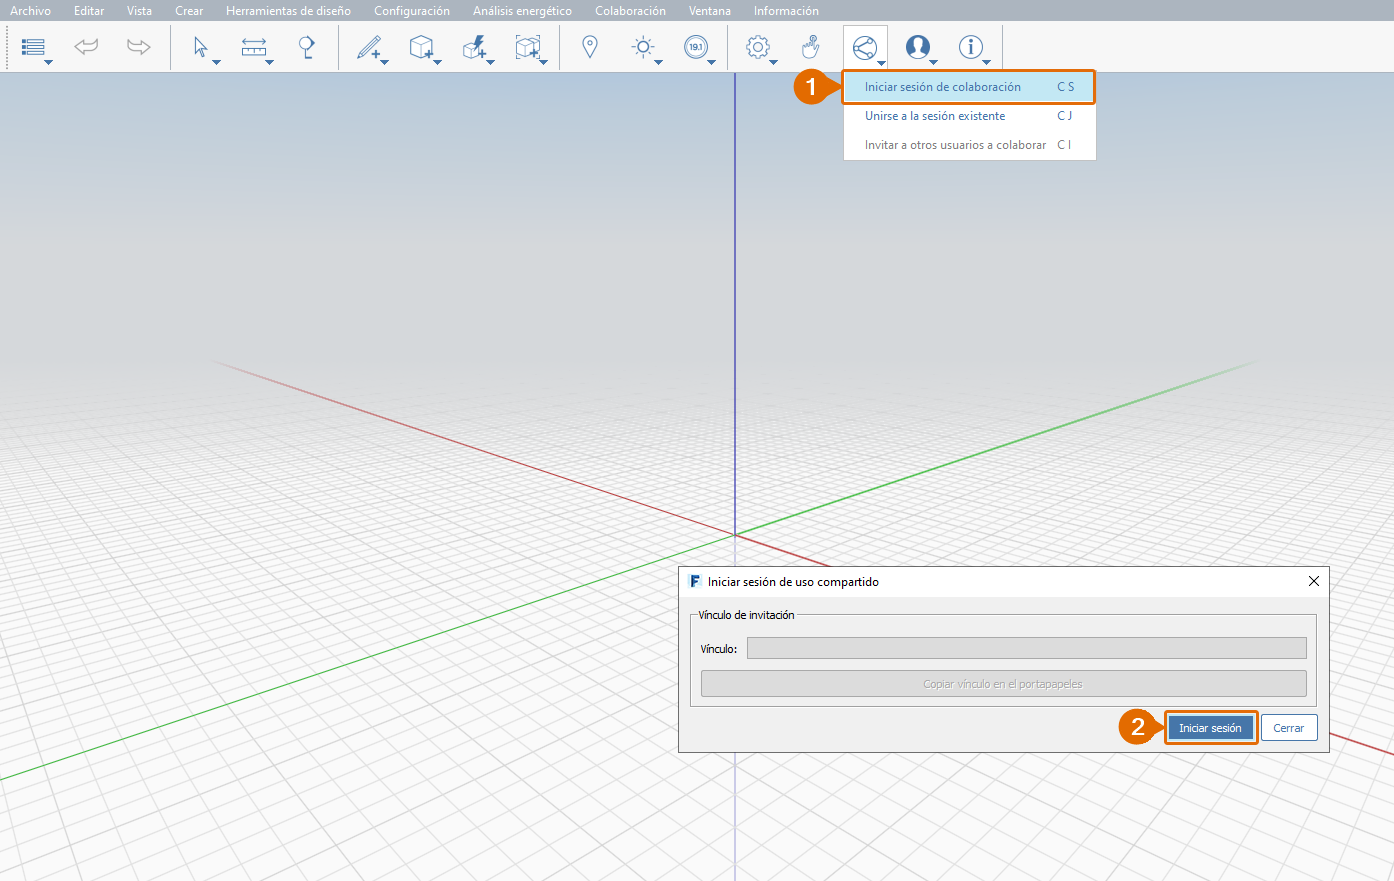 Archivo Editar Vista Crear Herramientas de diseño Configuración Análisis energético Colaboración Ventana Información
19.1
1
Iniciar sesión de colaboración C S
Unirse a la sesión existente C J
Invitar a otros usuarios a colaborar C I
F Iniciar sesión de uso compartido
Vínculo de invitación
Vínculo:
Copiar vínculo en el portapapeles
2 Iniciar sesión Cerrar